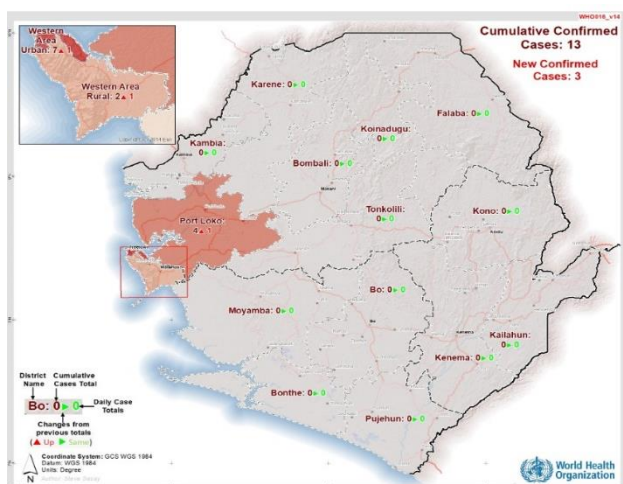 WHO518_v14
Cumulative Confirmed
Cases: 13
New Confirmed
Cases: 3
Western
Area
Urban: 7▲1
Western Area
Rural: 2▲1
Karene: 0▶0
Falaba: 0▶0
Koinadugu:
0▶0
Kambia:
0▶0
Bombali: 0▶0
Tonkolili:
0▶0
Kono: 0▶0
Port Loko:
4▲1
Bo: 0▶0
Moyamba: 0▶0
Kailahun:
0▶0
Kenema: 0▶0
Bonthe: 0▶0
Pujehun: 0▶0
District
Name
Cumulative
Cases Total
Bo: 0▶0
Daily Case
Totals
Changes from
previous totals
(▲ Up ▶ Same)
N
Coordinate System: GCS WGS 1984
Datum: WGS 1984
Units: Degree
World Health
Organization